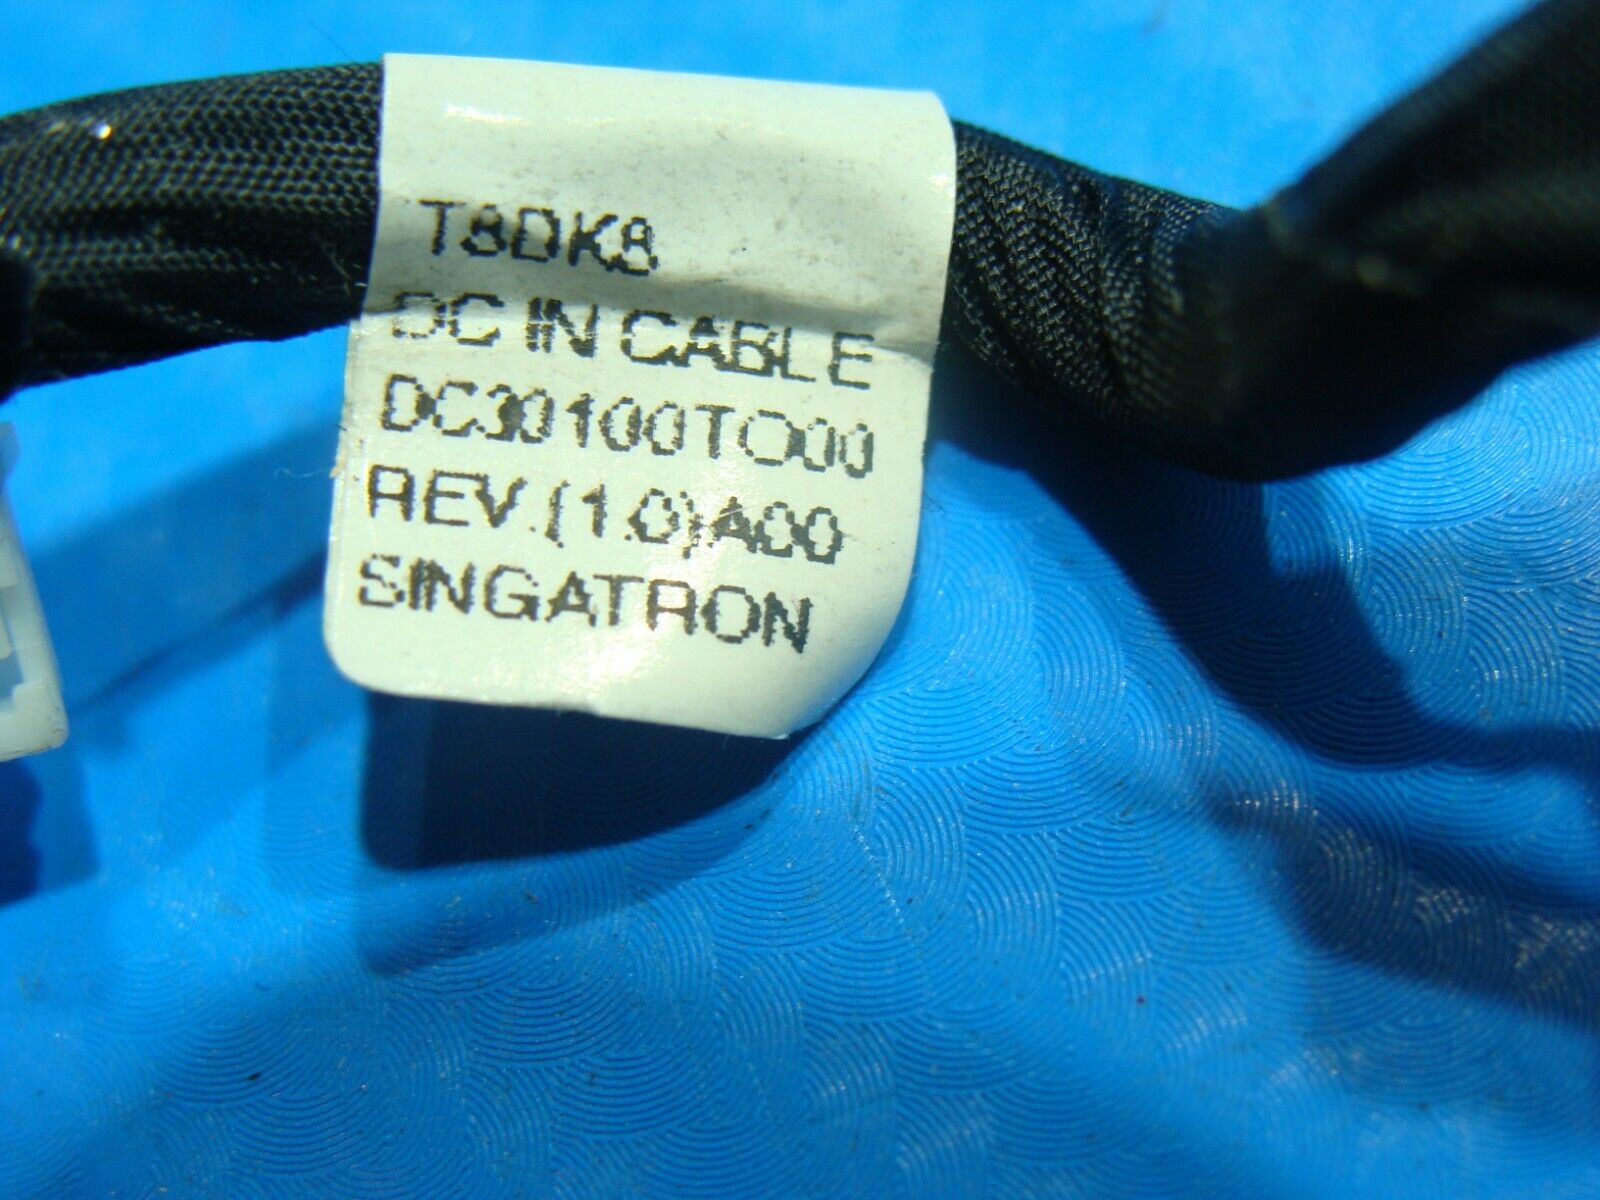 T8DK8
DC IN CABLE
DC30100TO00
REV.(1.0)A00
SINGATRON